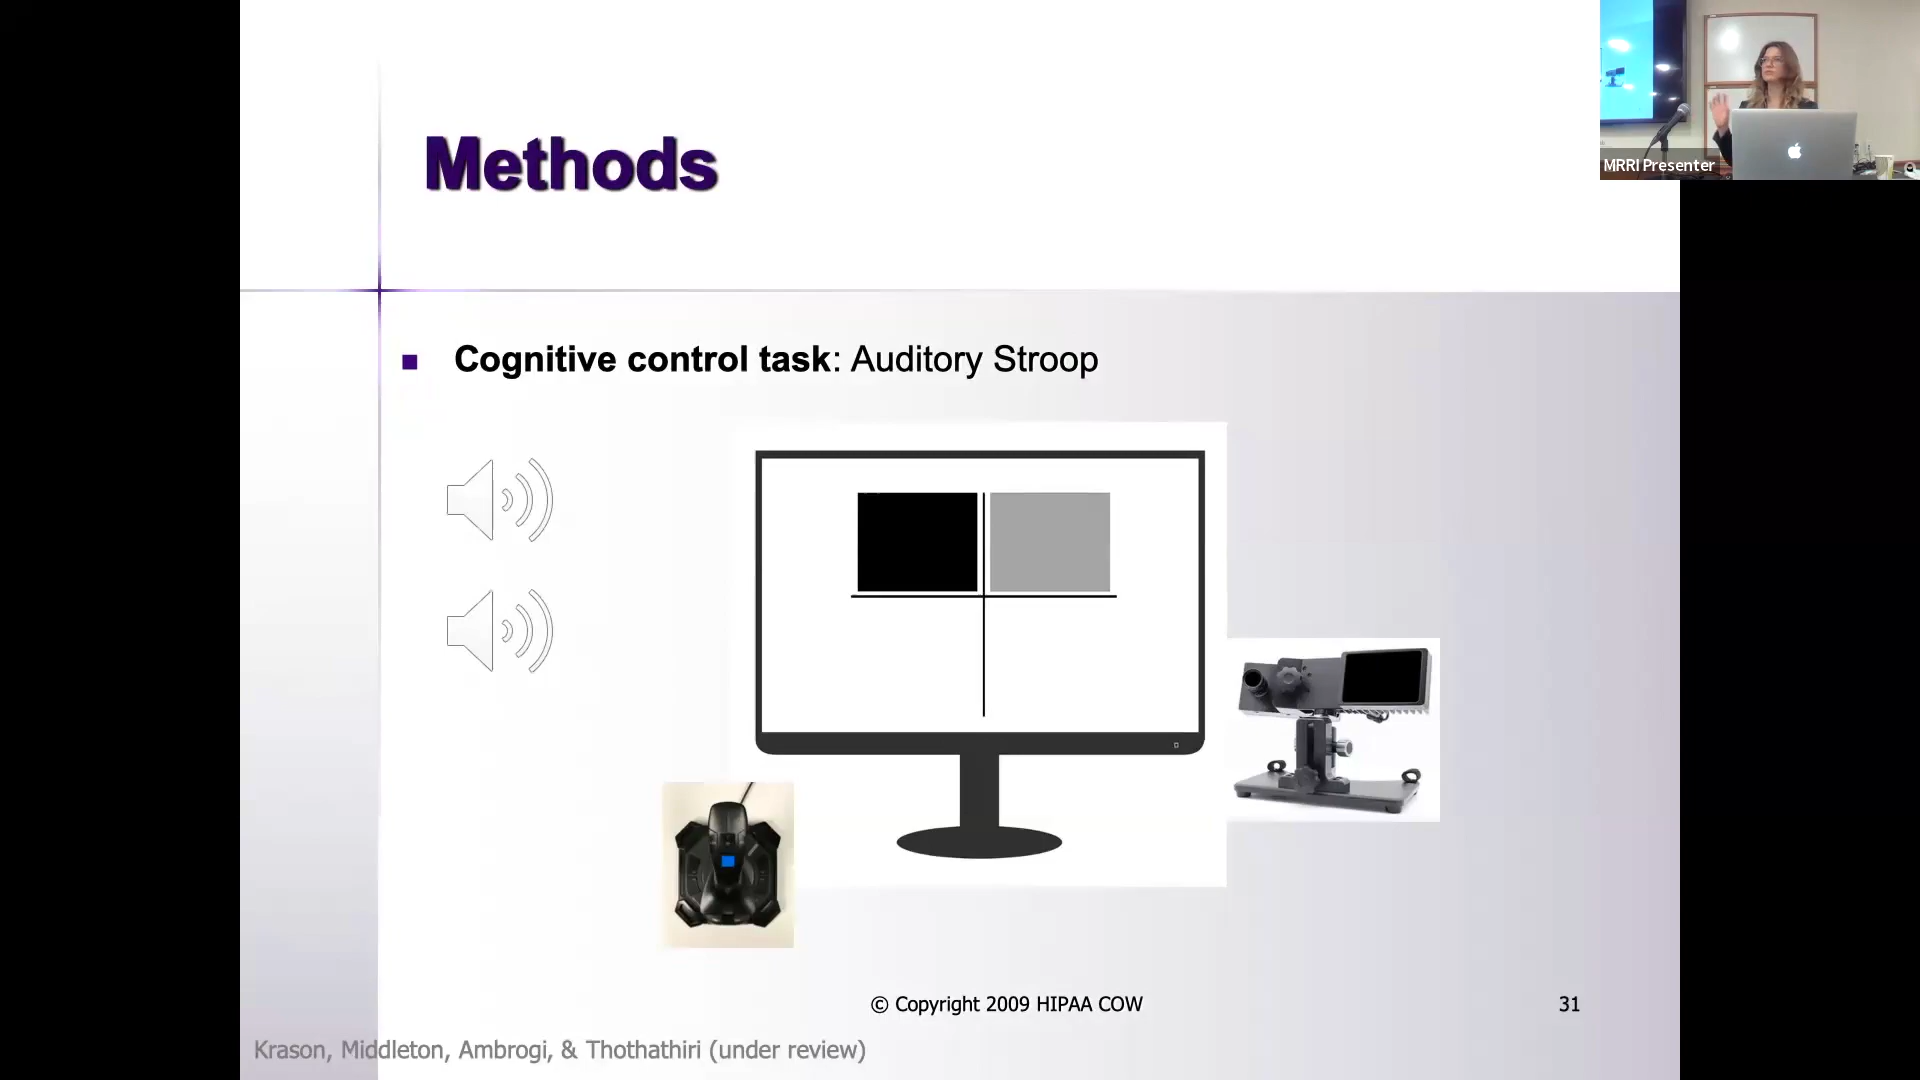 MRRI Presenter
Methods
Cognitive control task: Auditory Stroop
© Copyright 2009 HIPAA COW
31
Krason, Middleton, Ambrogi, & Thothathiri (under review)